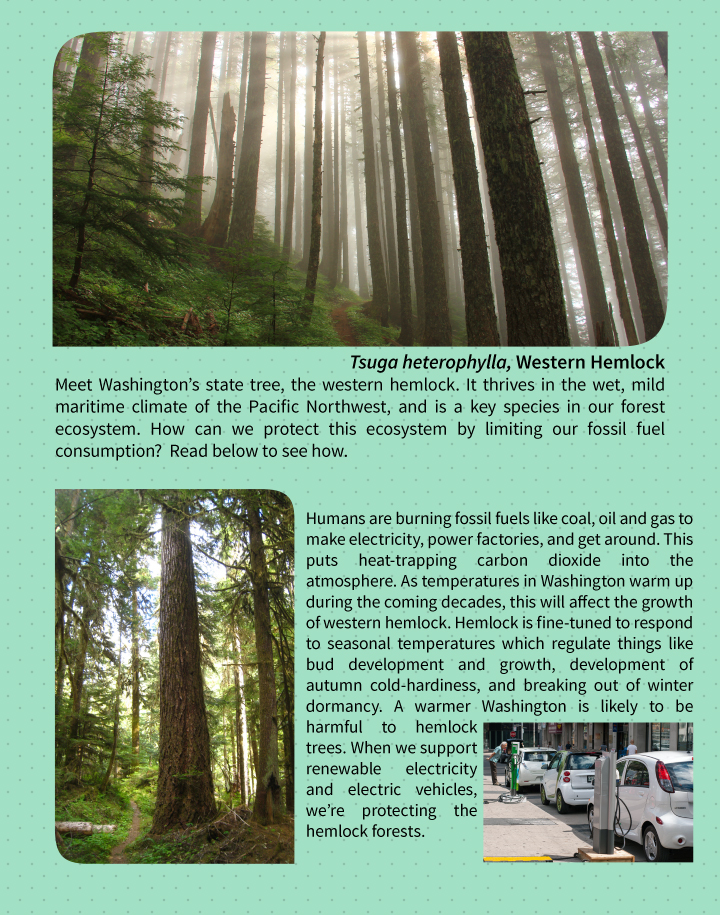 Tsuga heterophylla, Western Hemlock
Meet Washington’s state tree, the western hemlock. It thrives in the wet, mild
maritime climate of the Pacific Northwest, and is a key species in our forest
ecosystem. How can we protect this ecosystem by limiting our fossil fuel
consumption? Read below to see how.
Humans are burning fossil fuels like coal, oil and gas to
make electricity, power factories, and get around. This
puts heat-trapping carbon dioxide into the
atmosphere. As temperatures in Washington warm up
during the coming decades, this will affect the growth
of western hemlock. Hemlock is fine-tuned to respond
to seasonal temperatures which regulate things like
bud development and growth, development of
autumn cold-hardiness, and breaking out of winter
dormancy. A warmer Washington is likely to be
harmful to hemlock
trees. When we support
renewable electricity
and electric vehicles,
we’re protecting the
hemlock forests.